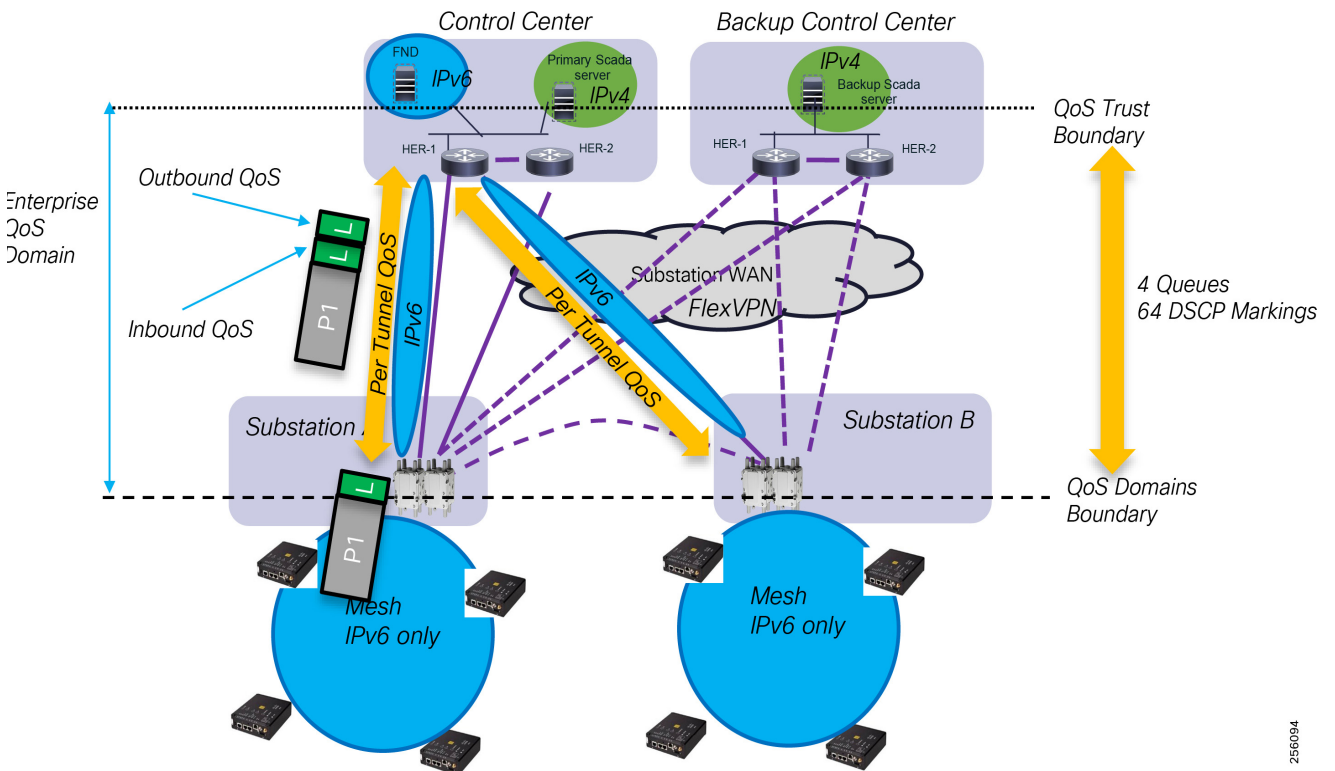 Control Center
Backup Control Center
FND
IPv6
Primary Scada
server
IPv4
IPv4
Backup Scada
server
QoS Trust
Boundary
HER-1
HER-2
HER-1
HER-2
Outbound QoS
Enterprise
QoS
Domain
Inbound QoS
L
L
P1
Per Tunnel QoS
IPv6
IPv6
Per Tunnel QoS
Substation WAN
FlexVPN
4 Queues
64 DSCP Markings
Substation
Substation B
L
P1
QoS Domains
Boundary
Mesh
IPv6 only
Mesh
IPv6 only
256094